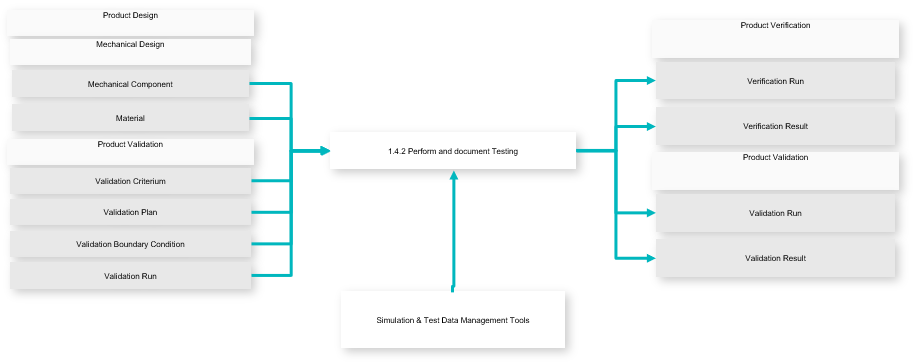 Product Design
Mechanical Design
Mechanical Component
Material
Product Validation
Validation Criterium
Validation Plan
Validation Boundary Condition
Validation Run
1.4.2 Perform and document Testing
Simulation & Test Data Management Tools
Product Verification
Verification Run
Verification Result
Product Validation
Validation Run
Validation Result